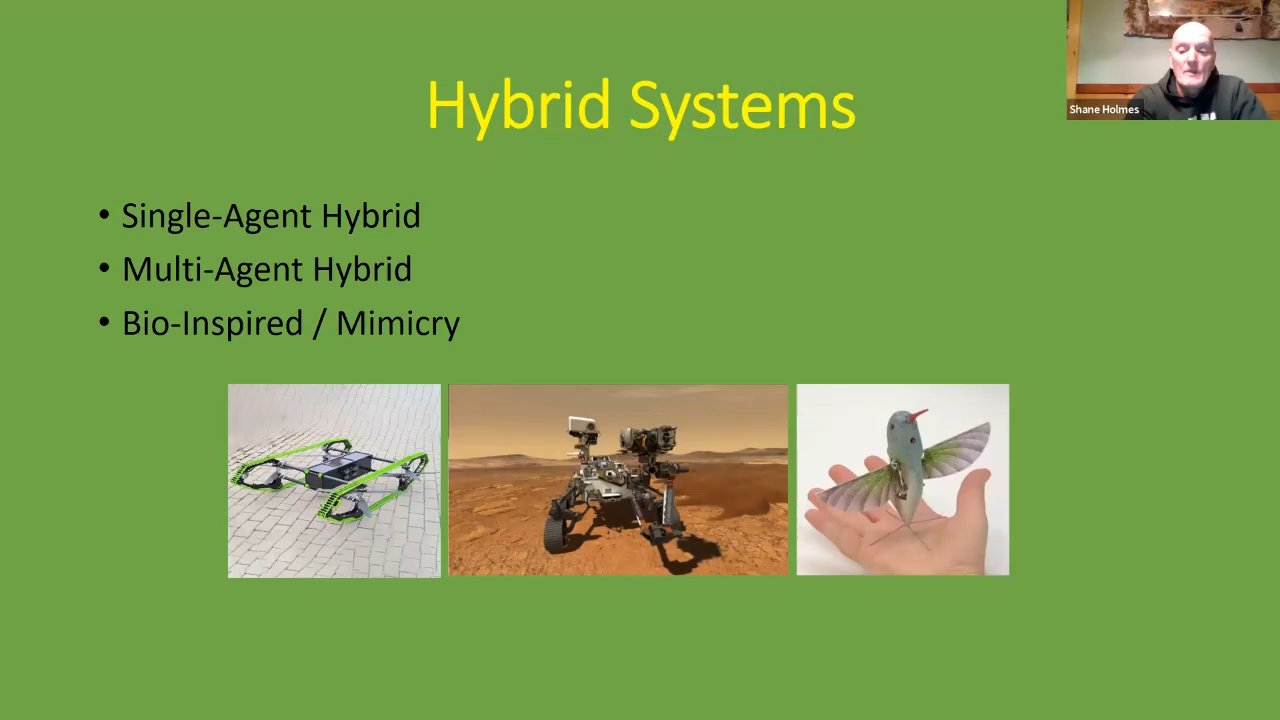 Hybrid Systems
Shane Holmes
• Single-Agent Hybrid
• Multi-Agent Hybrid
• Bio-Inspired / Mimicry